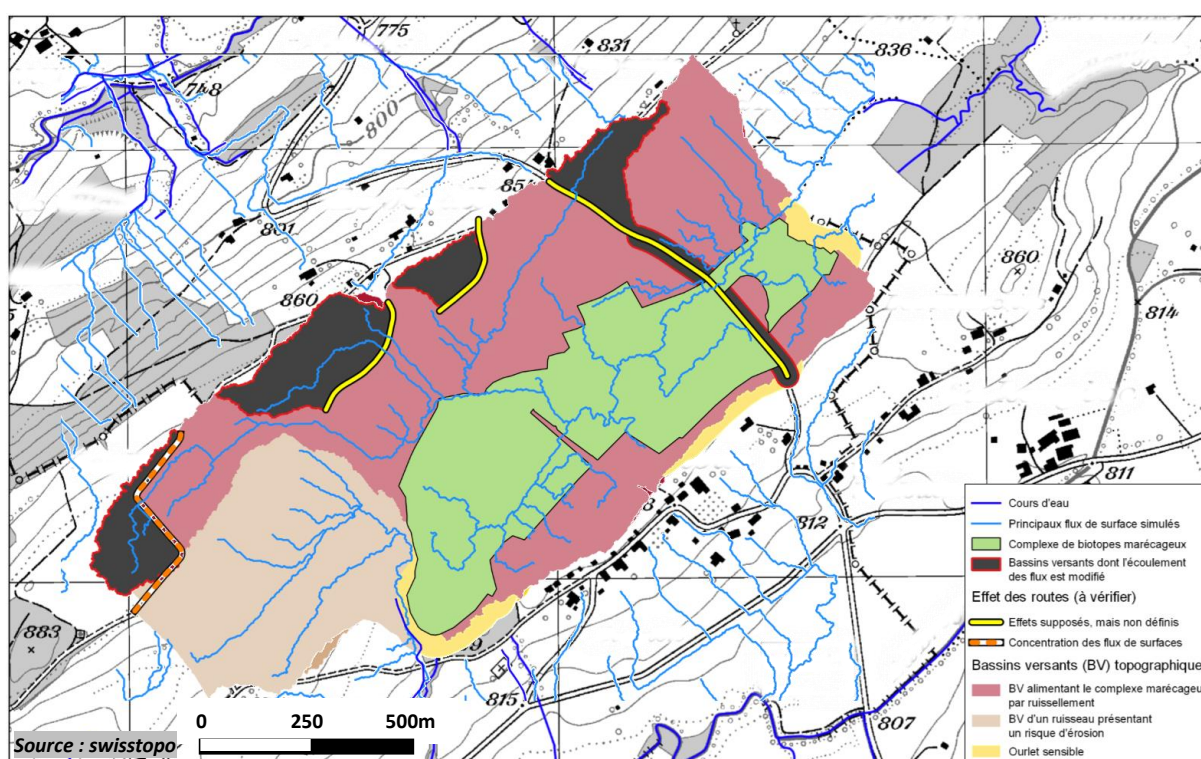 775
831
836
748
800
85
801
860
860
814
811
8
812
883
9
815
807
0 250 500m
Source : swisstopo
Cours d'eau
Principaux flux de surface simulés
Complexe de biotopes marécageux
Bassins versants dont l'écoulement
des flux est modifié
Effet des routes (à vérifier)
Effets supposés, mais non définis
Concentration des flux de surfaces
Bassins versants (BV) topographique
BV alimentant le complexe marécageu
par ruissellement
BV d'un ruisseau présentant
un risque d'érosion
Ourlet sensible